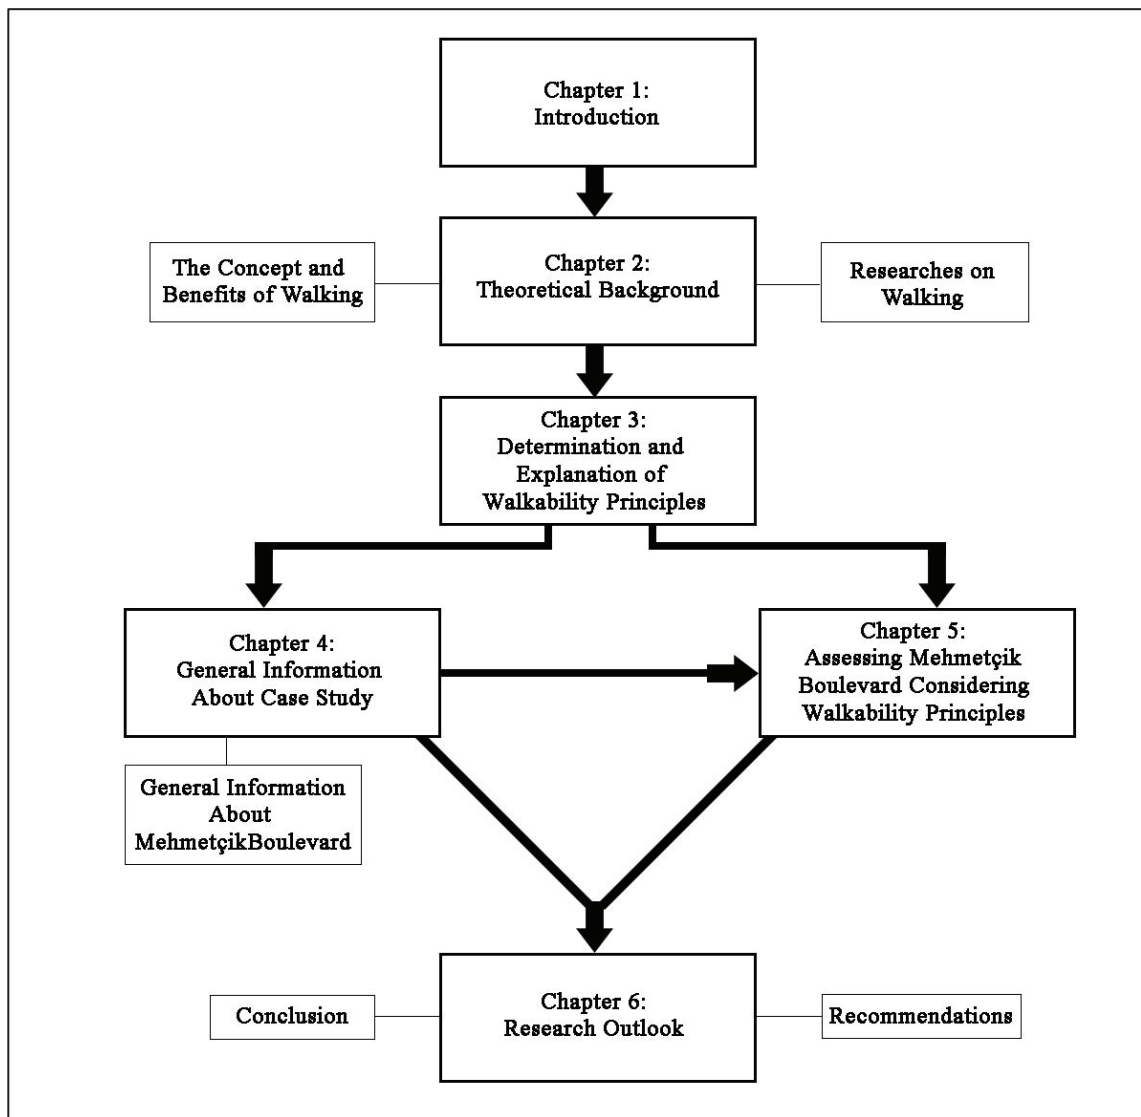 Chapter 1:
Introduction
The Concept and
Benefits of Walking
Chapter 2:
Theoretical Background
Researches on
Walking
Chapter 3:
Determination and
Explanation of
Walkability Principles
Chapter 4:
General Information
About Case Study
Chapter 5:
Assessing Mehmetçik
Boulevard Considering
Walkability Principles
General Information
About
MehmetçikBoulevard
Conclusion
Chapter 6:
Research Outlook
Recommendations